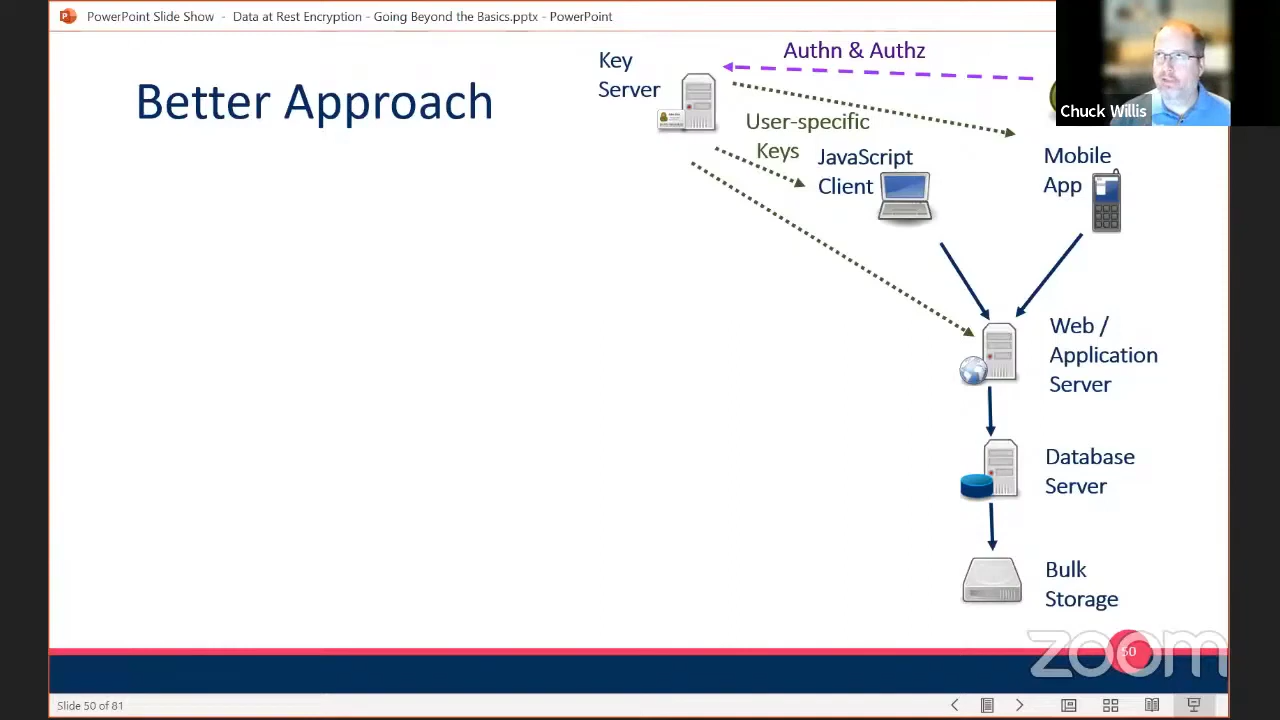 PowerPoint Slide Show - Data at Rest Encryption - Going Beyond the Basics.pptx - PowerPoint
Better Approach
Key
Server
Authn & Authz
Chuck Willis
User-specific
Keys
JavaScript
Client
Mobile
App
Web /
Application
Server
Database
Server
Bulk
Storage
50
zoom
Slide 50 of 81